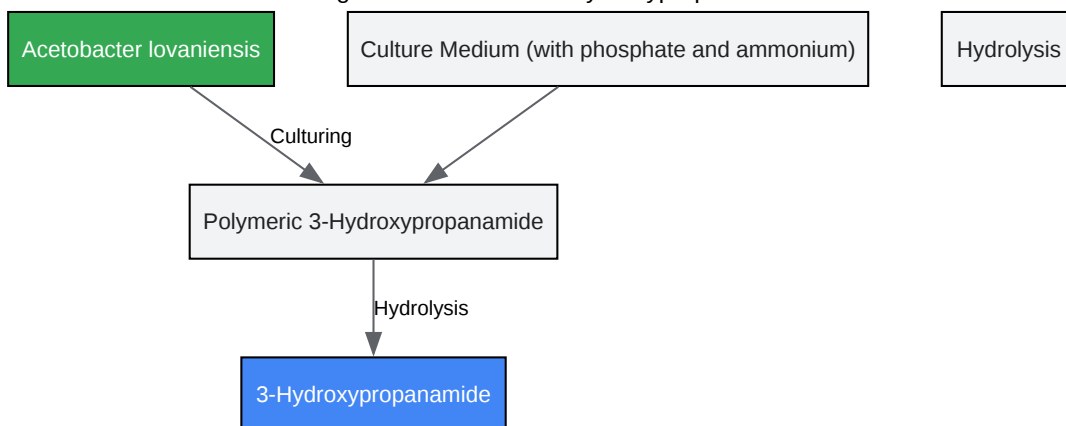 Acetobacter lovaniensis
Culture Medium (with phosphate and ammonium)
Hydrolysis
Culturing
Polymeric 3-Hydroxypropanamide
Hydrolysis
3-Hydroxypropanamide